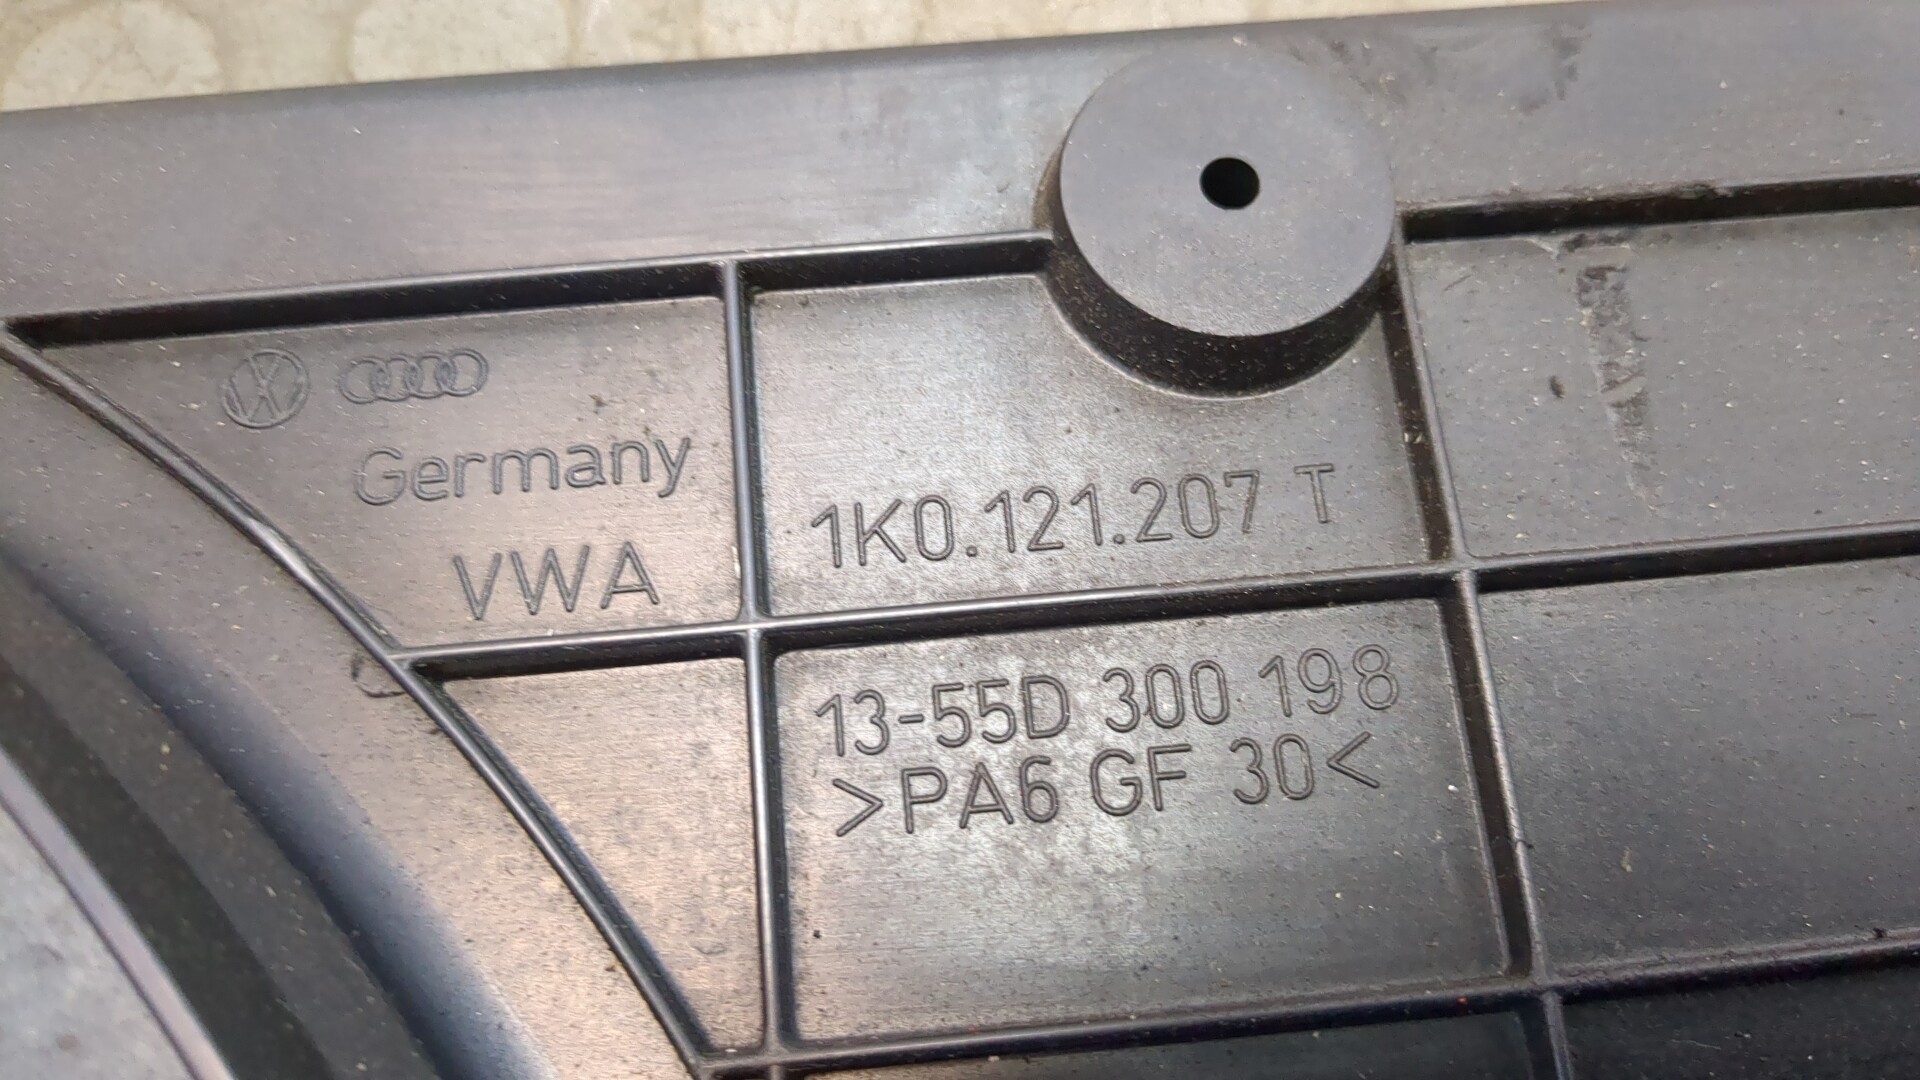 Germany
VWA
1K0.121.207 T
13-55D 300 198
>PA6 GF 30<